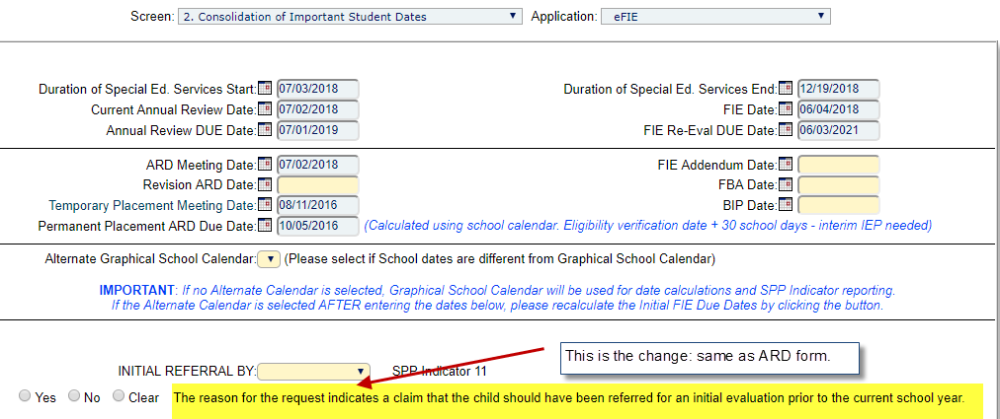 Screen: 2. Consolidation of Important Student Dates Application: eFIE
Duration of Special Ed. Services Start: 07/03/2018 Duration of Special Ed. Services End: 12/19/2018
Current Annual Review Date: 07/02/2018 FIE Date: 06/04/2018
Annual Review DUE Date: 07/01/2019 FIE Re-Eval DUE Date: 06/03/2021
ARD Meeting Date: 07/02/2018 FIE Addendum Date:
Revision ARD Date: FBA Date:
Temporary Placement Meeting Date: 08/11/2016 BIP Date:
Permanent Placement ARD Due Date: 10/05/2016 (Calculated using school calendar. Eligibility verification date + 30 school days - interim IEP needed)
Alternate Graphical School Calendar: (Please select if School dates are different from Graphical School Calendar)
IMPORTANT: If no Alternate Calendar is selected, Graphical School Calendar will be used for date calculations and SPP Indicator reporting.
If the Alternate Calendar is selected AFTER entering the dates below, please recalculate the Initial FIE Due Dates by clicking the button.
This is the change: same as ARD form.
INITIAL REFERRAL BY: SPP Indicator 11
Yes No Clear The reason for the request indicates a claim that the child should have been referred for an initial evaluation prior to the current school year.